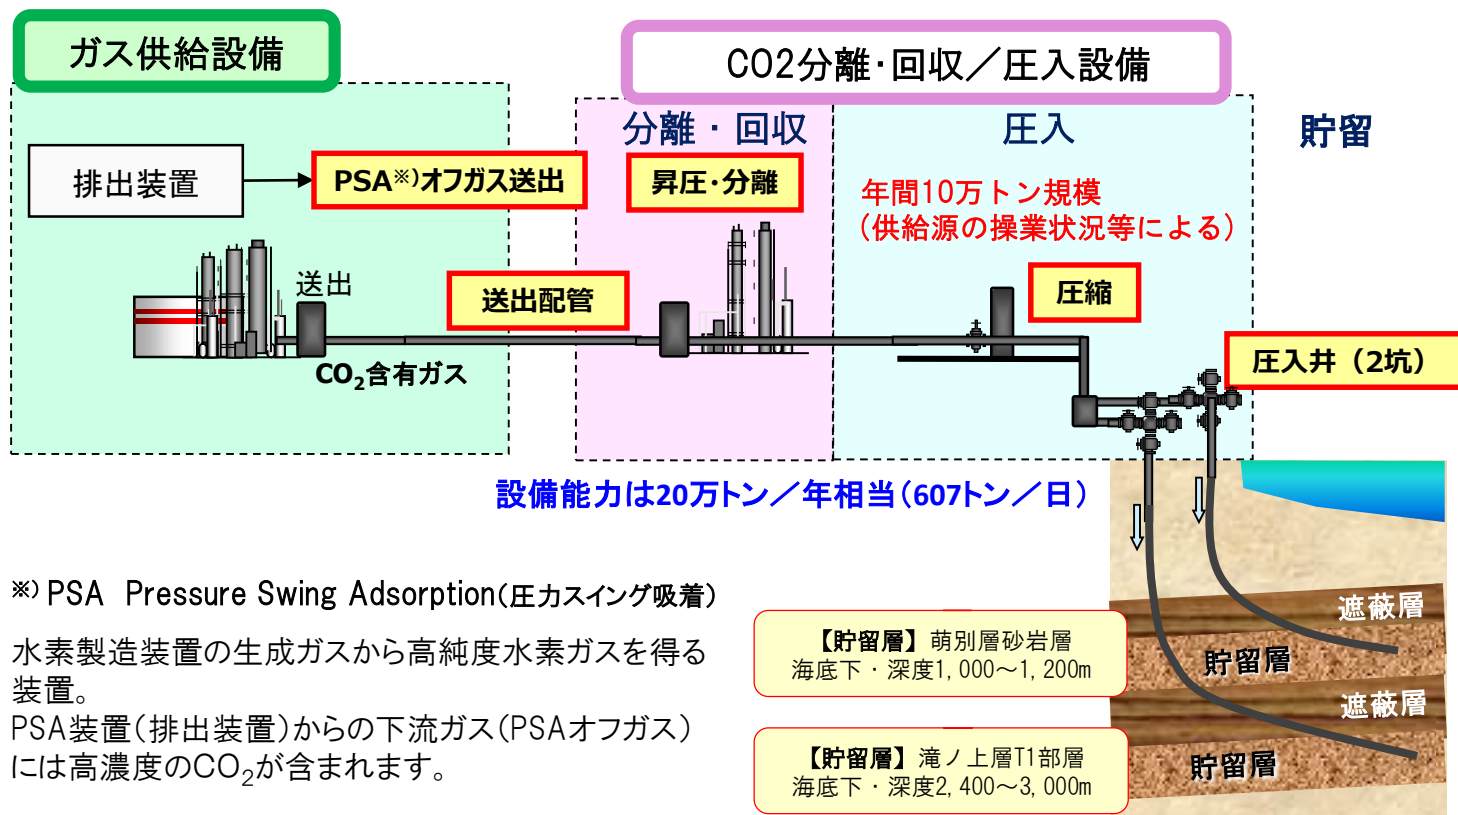 ガス供給設備
CO2分離･回収／圧入設備
分離・回収
圧入
貯留
排出装置
PSA※)オフガス送出
昇圧･分離
年間10万トン規模
（供給源の操業状況等による）
送出
送出配管
圧縮
CO2含有ガス
圧入井（2坑）
設備能力は20万トン／年相当（607トン／日）
※) PSA Pressure Swing Adsorption（圧力スイング吸着）
水素製造装置の生成ガスから高純度水素ガスを得る
装置。
PSA装置（排出装置）からの下流ガス（PSAオフガス）
には高濃度のCO2が含まれます。
【貯留層】萌別層砂岩層
海底下・深度1,000～1,200m
【貯留層】滝ノ上層T1部層
海底下・深度2,400～3,000m
遮蔽層
貯留層
遮蔽層
貯留層